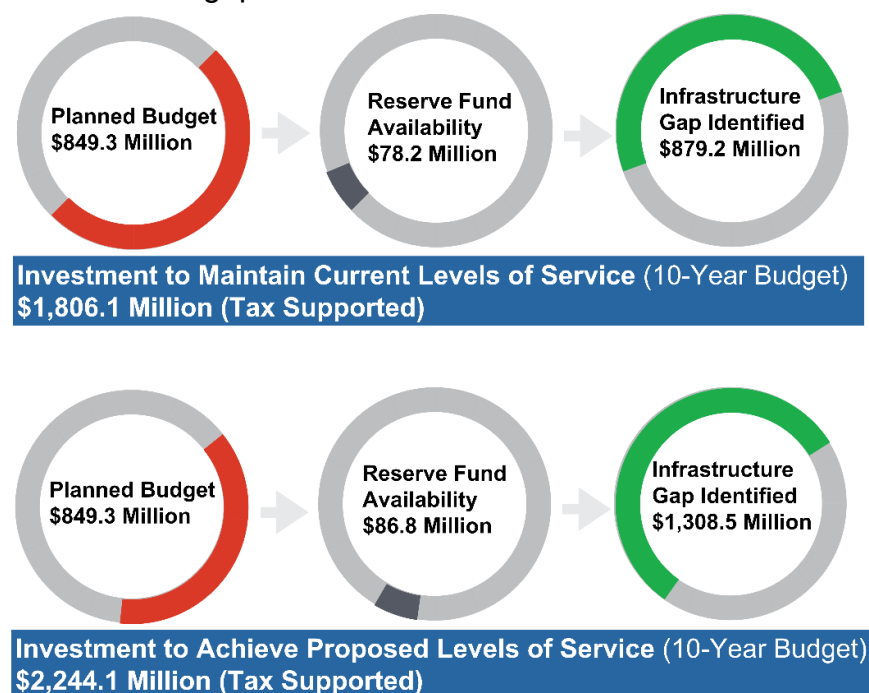 Planned Budget
$849.3 Million
Reserve Fund
Availability
$78.2 Million
Infrastructure
Gap Identified
$879.2 Million
Investment to Maintain Current Levels of Service (10-Year Budget)
$1,806.1 Million (Tax Supported)
Planned Budget
$849.3 Million
Reserve Fund
Availability
$86.8 Million
Infrastructure
Gap Identified
$1,308.5 Million
Investment to Achieve Proposed Levels of Service (10-Year Budget)
$2,244.1 Million (Tax Supported)